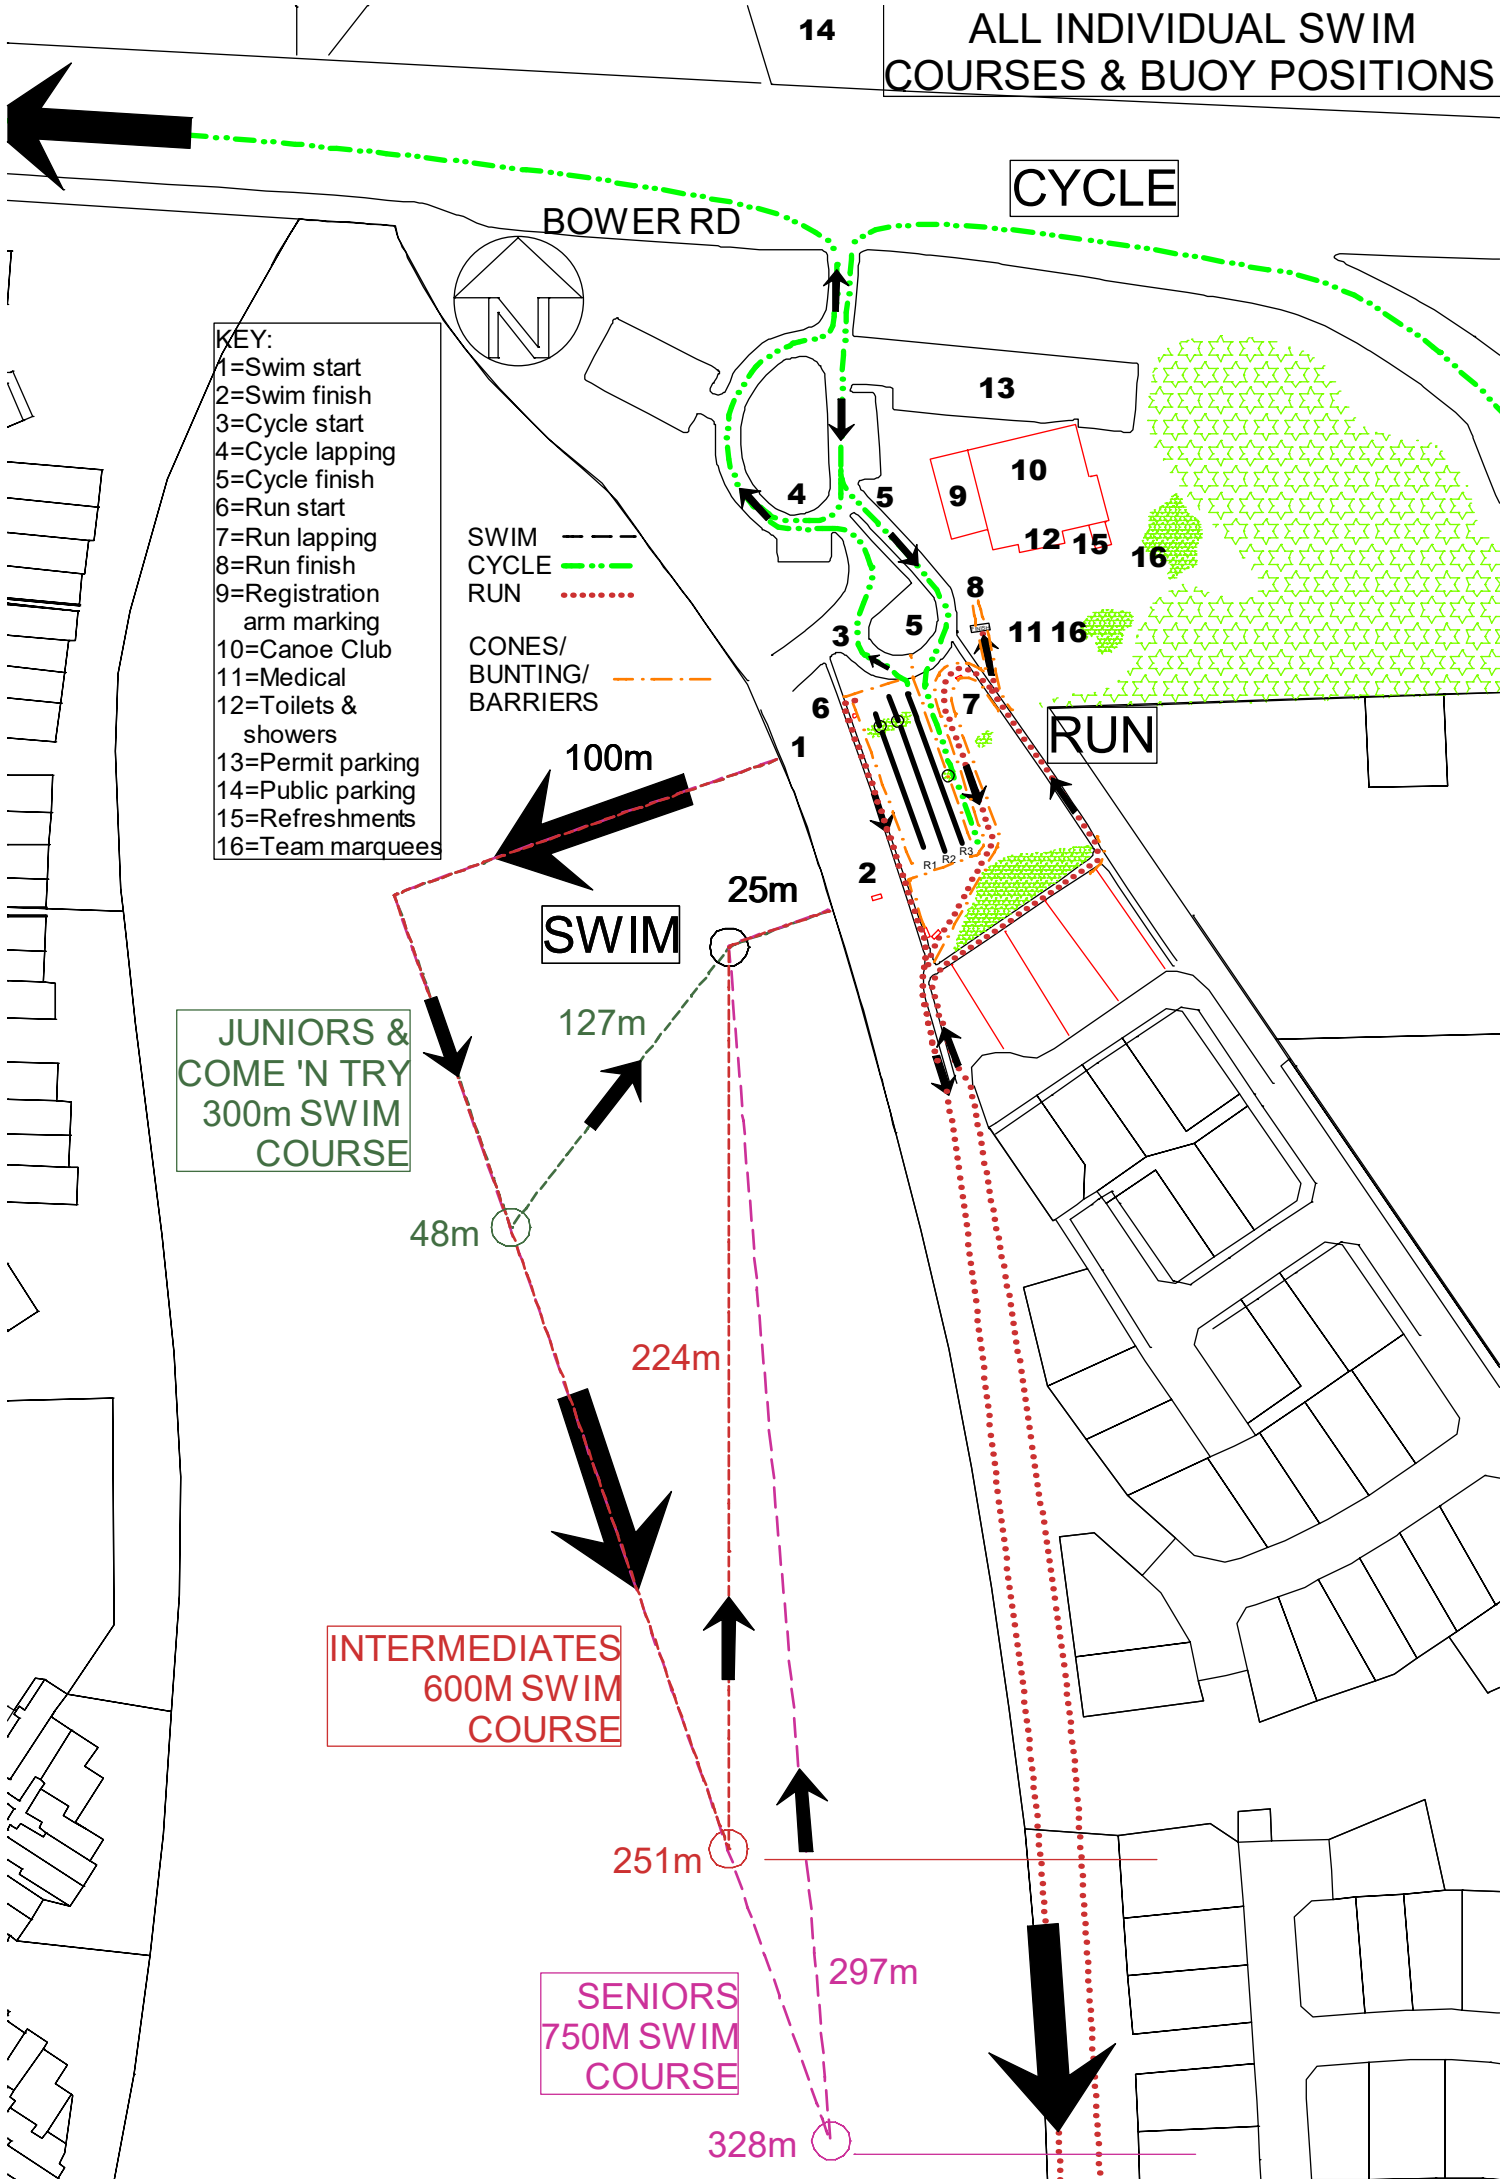 14
ALL INDIVIDUAL SWIM
COURSES & BUOY POSITIONS
CYCLE
BOWER RD
N
KEY:
1=Swim start
2=Swim finish
3=Cycle start
4=Cycle lapping
5=Cycle finish
6=Run start
7=Run lapping
8=Run finish
9=Registration
arm marking
10=Canoe Club
11=Medical
12=Toilets &
showers
13=Permit parking
14=Public parking
15=Refreshments
16=Team marquees
SWIM
CYCLE
RUN
CONES/
BUNTING/
BARRIERS
13
10
9
4
5
12
15
16
8
5
3
11
16
6
7
RUN
1
100m
R1
R2
R3
2
25m
SWIM
127m
JUNIORS &
COME 'N TRY
300m SWIM
COURSE
48m
224m
INTERMEDIATES
600M SWIM
COURSE
251m
297m
SENIORS
750M SWIM
COURSE
328m